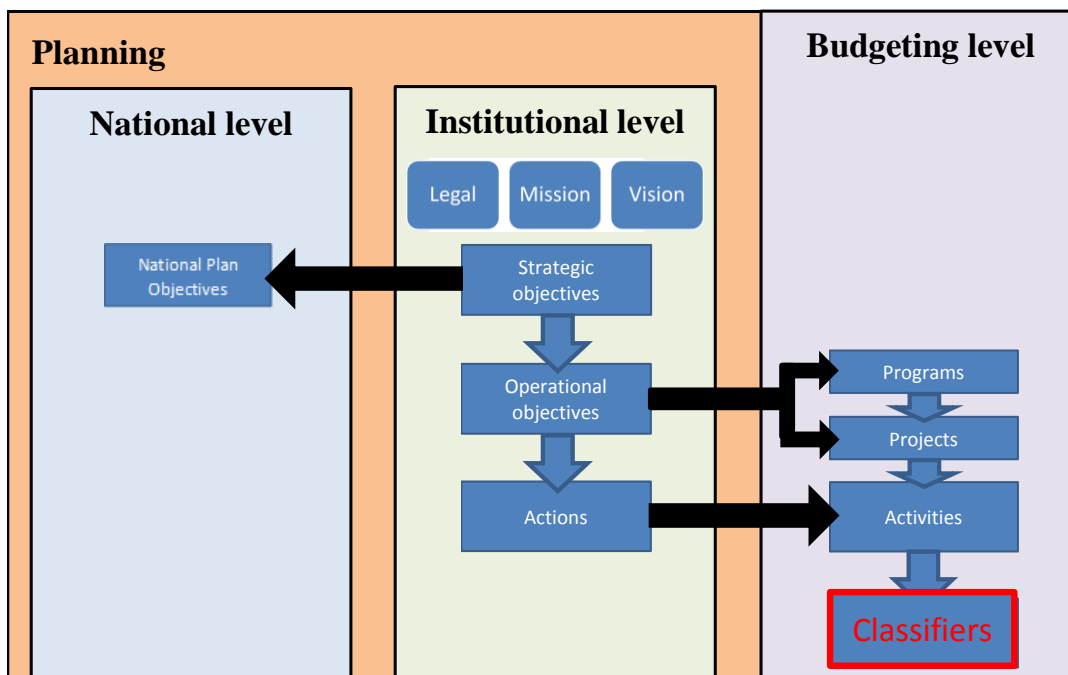 Planning
Budgeting level
National level
Institutional level
Legal
Mission
Vision
National Plan
Objectives
Strategic
objectives
Operational
objectives
Programs
Projects
Actions
Activities
Classifiers